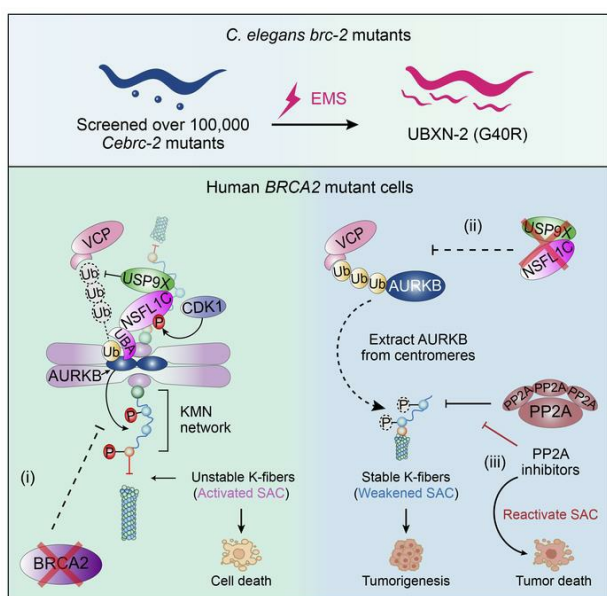 C. elegans brc-2 mutants
EMS
Screened over 100,000
Cebrc-2 mutants
UBXN-2 (G40R)
Human BRCA2 mutant cells
VCP
Ub
Ub
Ub
USP9X
NSFL1C
CDK1
P
UBA
Ub
AURKB
P
P
KMN
network
(i)
BRCA2
Unstable K-fibers
(Activated SAC)
Cell death
(ii)
USP9X
NSFL1C
VCP
Ub
Ub
Ub
AURKB
Extract AURKB
from centromeres
P
P
PP2A
PP2A
PP2A
PP2A
(iii)
PP2A
inhibitors
Stable K-fibers
(Weakened SAC)
Reactivate SAC
Tumorigenesis
Tumor death